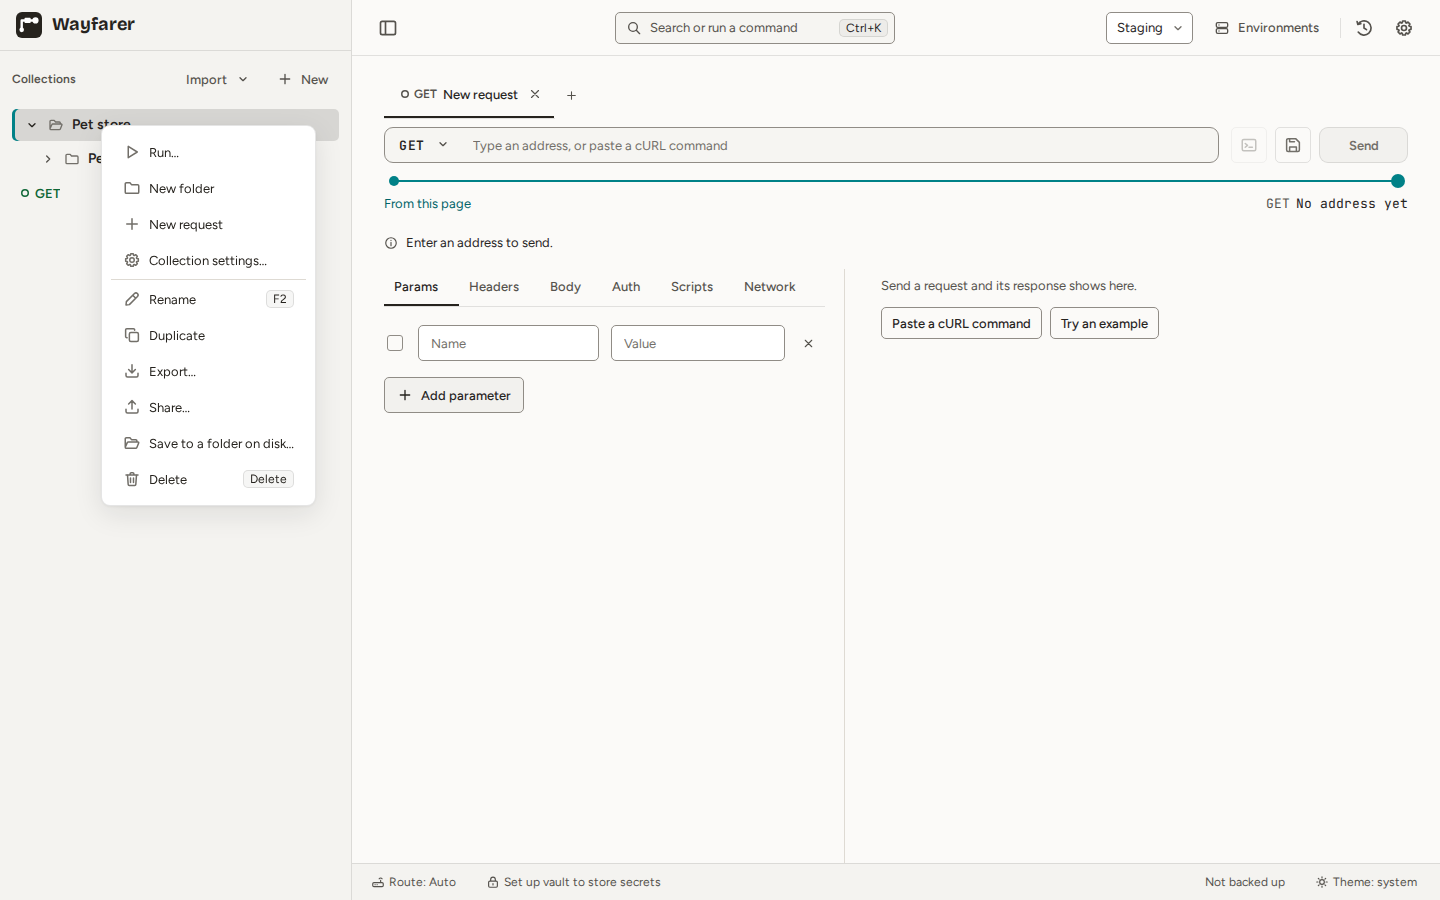 Wayfarer
Search or run a command Ctrl+K
Staging
Environments
Collections
Import
New
GET New request
Pet store
GET
Type an address, or paste a cURL command
Send
GET
From this page
GET No address yet
Enter an address to send.
Run...
New folder
New request
Collection settings...
Rename F2
Duplicate
Export...
Share...
Save to a folder on disk...
Delete Delete
Params
Headers
Body
Auth
Scripts
Network
Name
Value
Add parameter
Send a request and its response shows here.
Paste a cURL command
Try an example
Route: Auto
Set up vault to store secrets
Not backed up
Theme: system